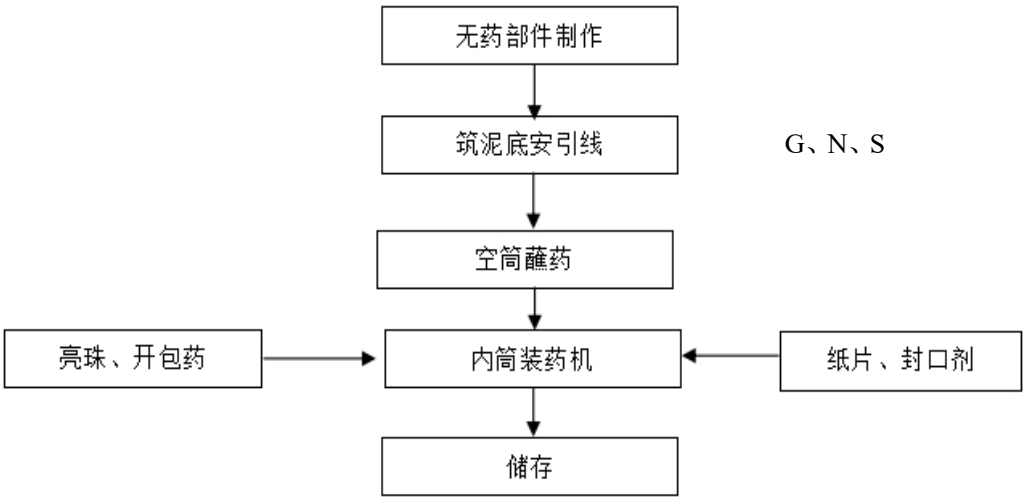 无药部件制作
筑泥底安引线
G、N、S
空筒蘸药
亮珠、开包药
内筒装药机
纸片、封口剂
储存